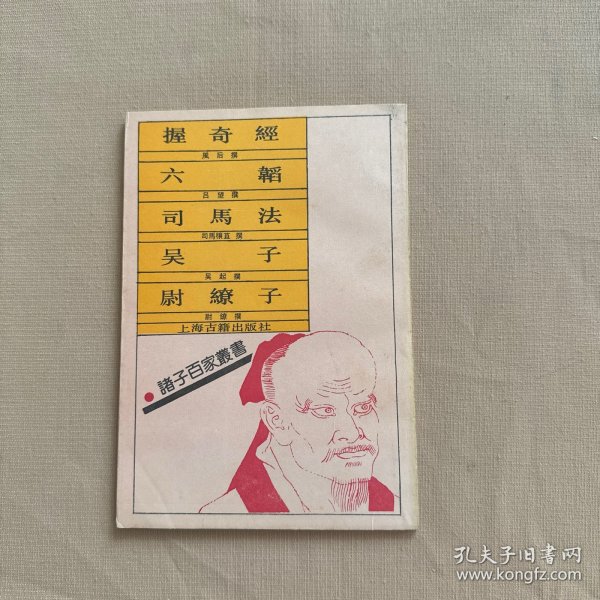 握奇經
風后 撰
六韜
呂望 撰
司馬法
司馬穰苴 撰
吴子
吴起 撰
尉繚子
尉繚 撰
上海古籍出版社
諸子百家叢書
孔夫子旧书网
www.kongfz.com